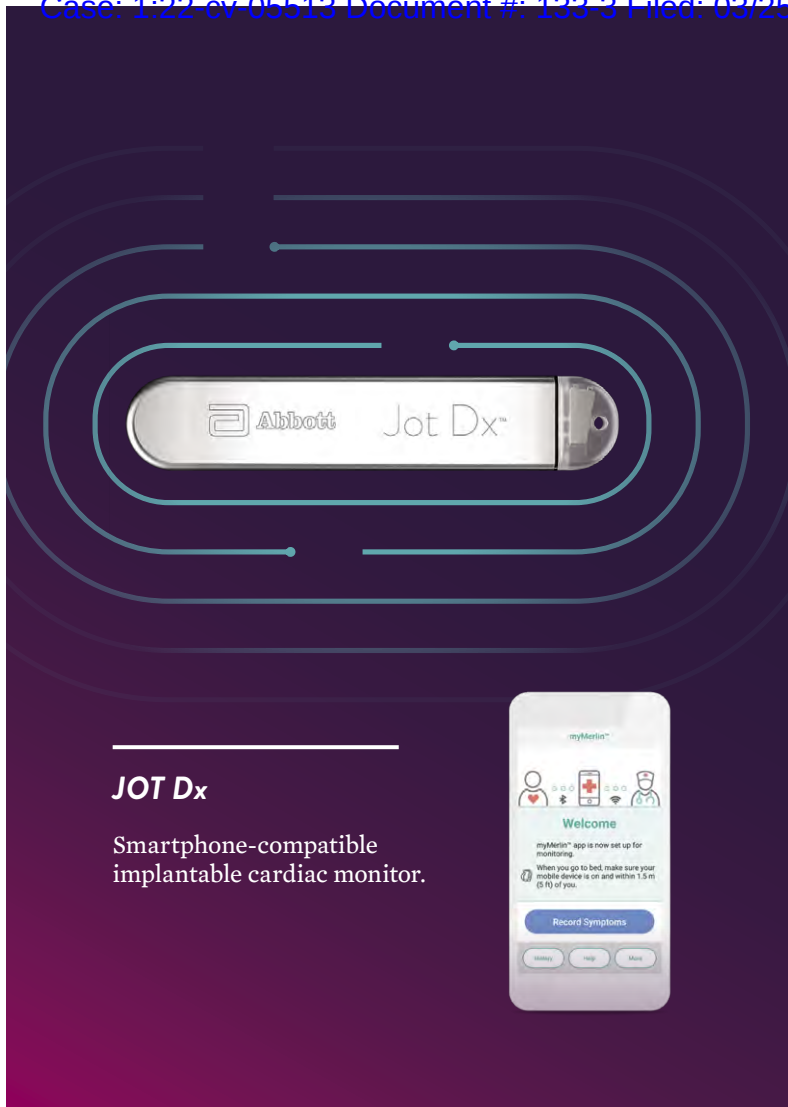 Case: 1:22-cv-05513 Document #: 133-3 Filed: 03/25
Abbott Jot Dx™
myMerlin™
Welcome
myMerlin™ app is now set up for
monitoring.
When you go to bed, make sure your
mobile device is on and within 1.5 m
(5 ft) of you.
Record Symptoms
History Help More
JOT Dx
Smartphone-compatible
implantable cardiac monitor.